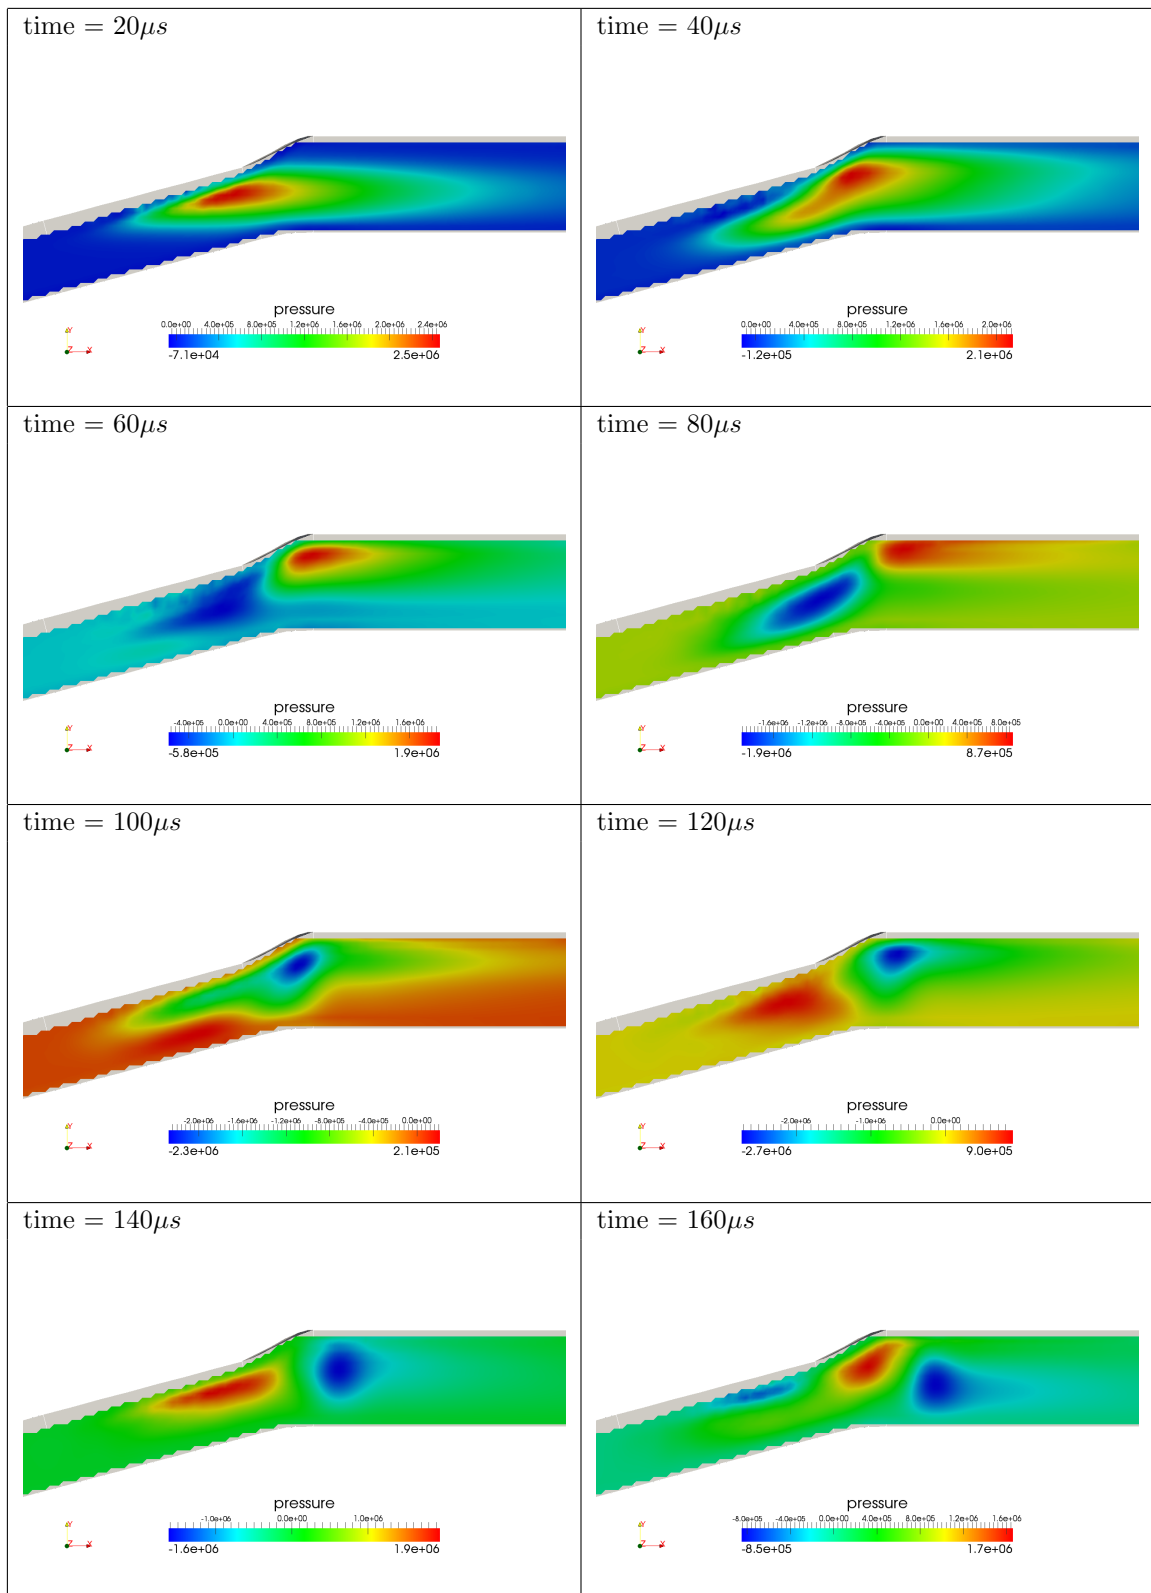 time = 20μs
pressure
0.0e+00 4.0e+05 8.0e+05 1.2e+06 1.6e+06 2.0e+06 2.4e+06
-7.1e+04 2.5e+06
Y
Z X
time = 40μs
pressure
0.0e+00 4.0e+05 8.0e+05 1.2e+06 1.6e+06 2.0e+06
-1.2e+05 2.1e+06
Y
Z X
time = 60μs
pressure
-4.0e+05 0.0e+00 4.0e+05 8.0e+05 1.2e+06 1.6e+06
-5.8e+05 1.9e+06
Y
Z X
time = 80μs
pressure
-1.6e+06 -1.2e+06 -8.0e+05 -4.0e+05 0.0e+00 4.0e+05 8.0e+05
-1.9e+06 8.7e+05
Y
Z X
time = 100μs
pressure
-2.0e+06 -1.6e+06 -1.2e+06 -8.0e+05 -4.0e+05 0.0e+00
-2.3e+06 2.1e+05
Y
Z X
time = 120μs
pressure
-2.0e+06 -1.0e+06 0.0e+00
-2.7e+06 9.0e+05
Y
Z X
time = 140μs
pressure
-1.0e+06 0.0e+00 1.0e+06
-1.6e+06 1.9e+06
Y
Z X
time = 160μs
pressure
-8.0e+05 -4.0e+05 0.0e+00 4.0e+05 8.0e+05 1.2e+06 1.6e+06
-8.5e+05 1.7e+06
Y
Z X